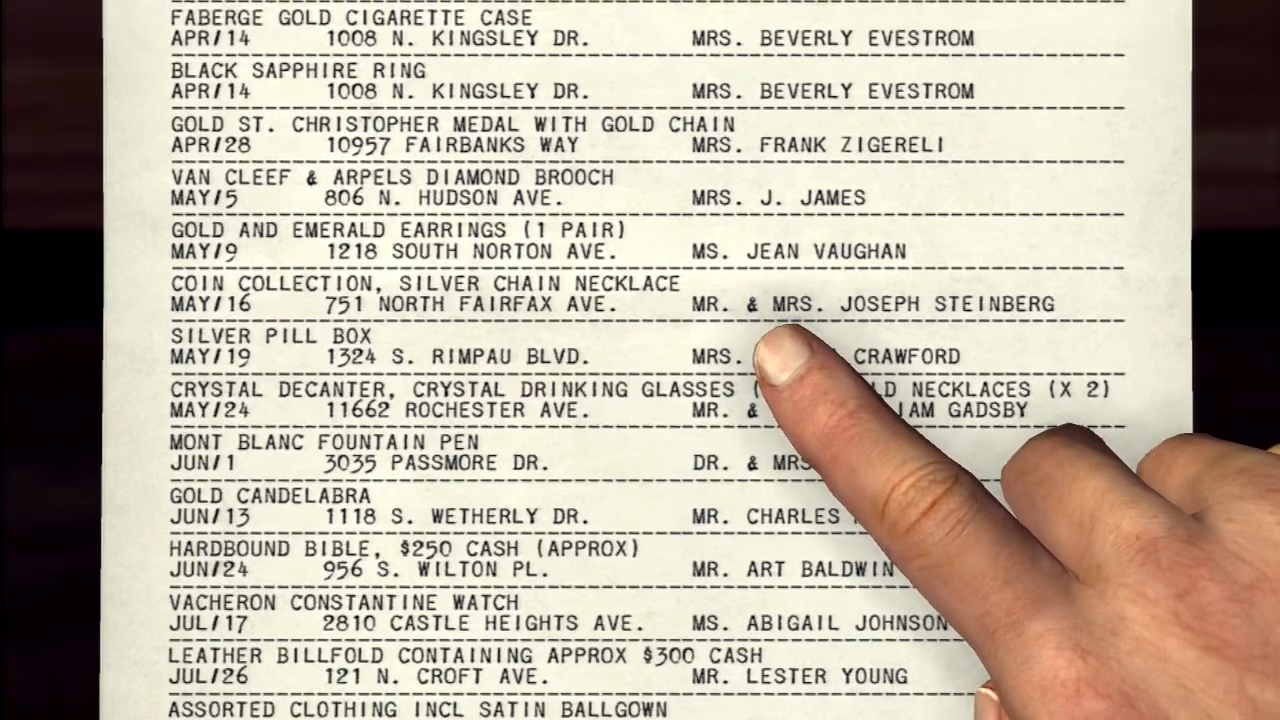 FABERGE GOLD CIGARETTE CASE
APR/14 1008 N. KINGSLEY DR. MRS. BEVERLY EVESTROM
BLACK SAPPHIRE RING
APR/14 1008 N. KINGSLEY DR. MRS. BEVERLY EVESTROM
GOLD ST. CHRISTOPHER MEDAL WITH GOLD CHAIN
APR/28 10957 FAIRBANKS WAY MRS. FRANK ZIGERELI
VAN CLEEF & ARPELS DIAMOND BROOCH
MAY/5 806 N. HUDSON AVE. MRS. J. JAMES
GOLD AND EMERALD EARRINGS (1 PAIR)
MAY/9 1218 SOUTH NORTON AVE. MS. JEAN VAUGHAN
COIN COLLECTION, SILVER CHAIN NECKLACE
MAY/16 751 NORTH FAIRFAX AVE. MR. & MRS. JOSEPH STEINBERG
SILVER PILL BOX
MAY/19 1324 S. RIMPAU BLVD. MRS. CRAWFORD
CRYSTAL DECANTER, CRYSTAL DRINKING GLASSES ( NECKLACES (X 2)
MAY/24 11662 ROCHESTER AVE. MR. & GADSBY
MONT BLANC FOUNTAIN PEN
JUN/1 3035 PASSMORE DR. DR. & MRS
GOLD CANDELABRA
JUN/13 1118 S. WETHERLY DR. MR. CHARLES
HARDBOUND BIBLE, $250 CASH (APPROX)
JUN/24 956 S. WILTON PL. MR. ART BALDWIN
VACHERON CONSTANTINE WATCH
JUL/17 2810 CASTLE HEIGHTS AVE. MS. ABIGAIL JOHNSON
LEATHER BILLFOLD CONTAINING APPROX $300 CASH
JUL/26 121 N. CROFT AVE. MR. LESTER YOUNG
ASSORTED CLOTHING INCL SATIN BALLGOWN